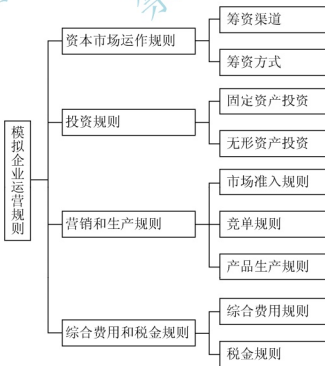 筹资渠道
资本市场运作规则
筹资方式
固定资产投资
投资规则
无形资产投资
模拟企业运营规则
市场准入规则
营销和生产规则
竞单规则
产品生产规则
综合费用规则
综合费用和税金规则
税金规则